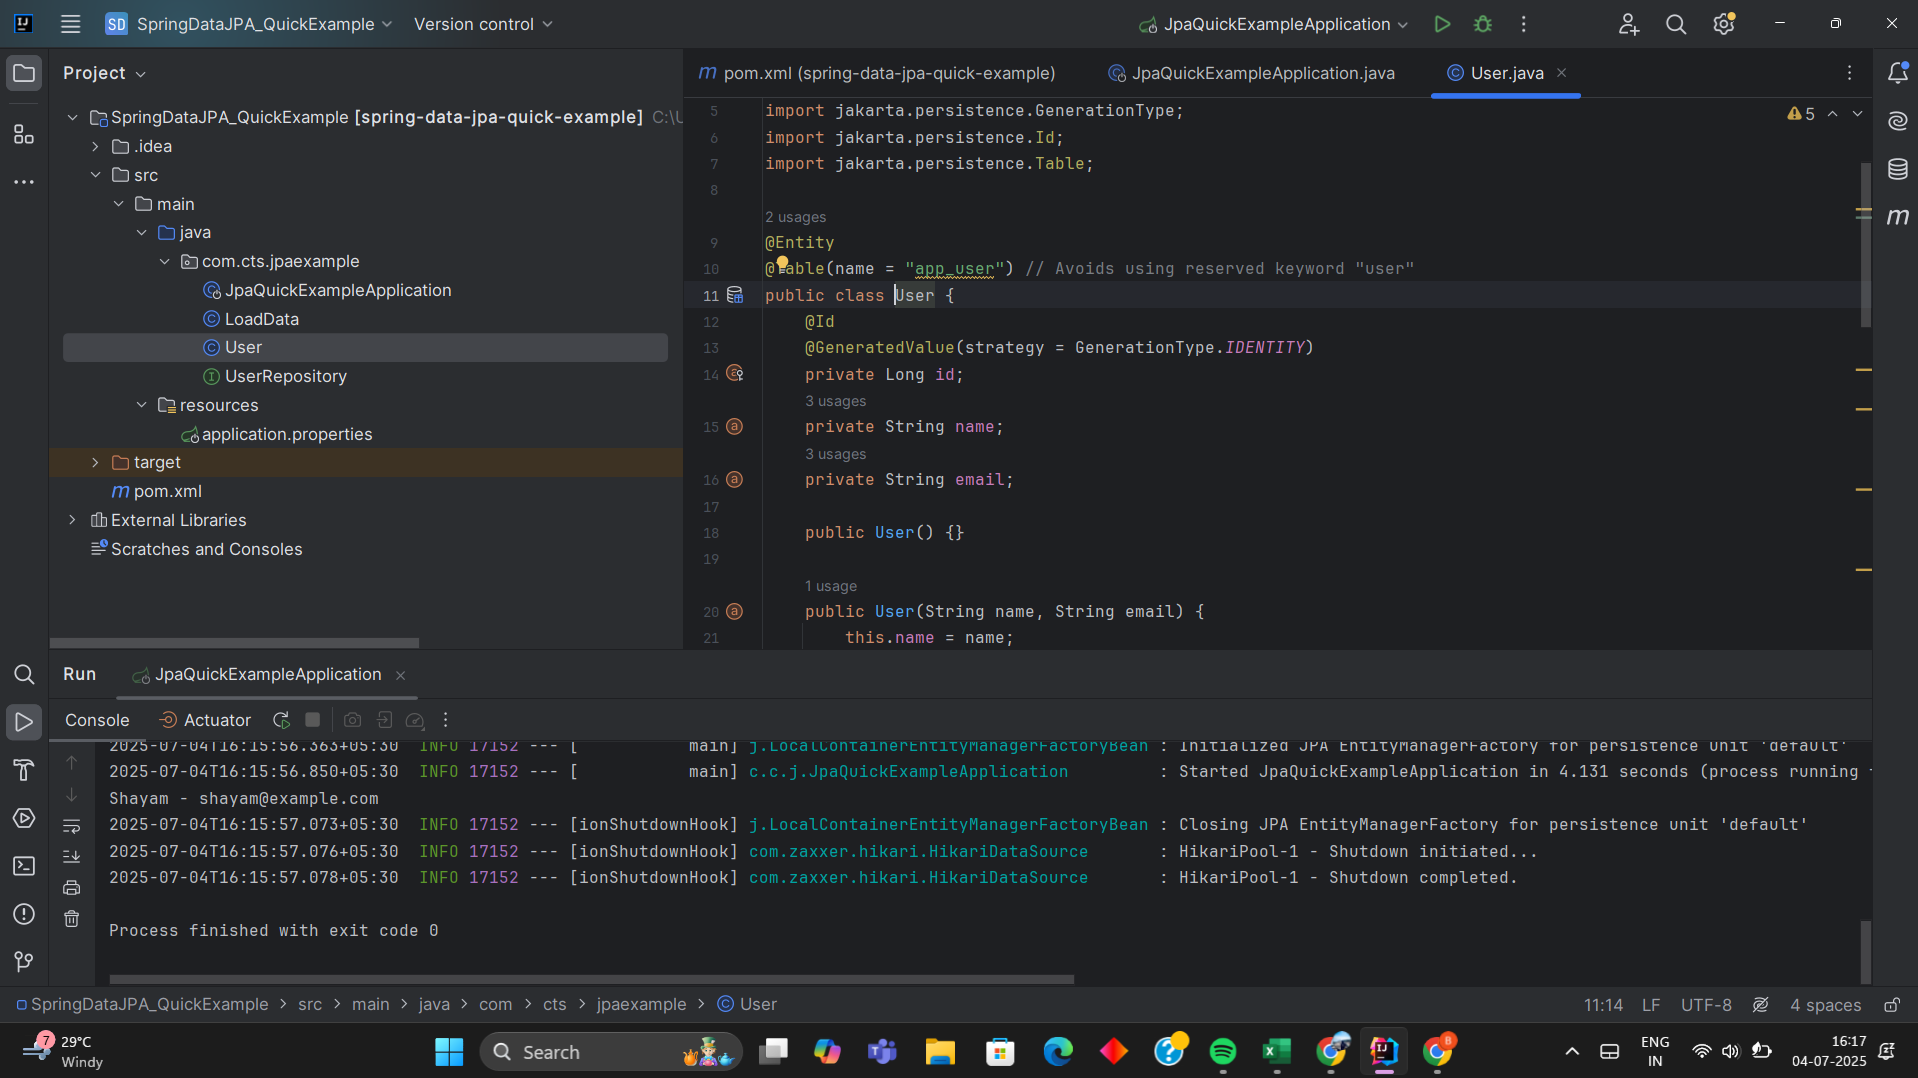 SD SpringDataJPA_QuickExample Version control JpaQuickExampleApplication
Project
SpringDataJPA_QuickExample [spring-data-jpa-quick-example] C:\U
.idea
src
main
java
com.cts.jpaexample
JpaQuickExampleApplication
LoadData
User
UserRepository
resources
application.properties
target
pom.xml
External Libraries
Scratches and Consoles
pom.xml (spring-data-jpa-quick-example) JpaQuickExampleApplication.java User.java
5 import jakarta.persistence.GenerationType;
6 import jakarta.persistence.Id;
7 import jakarta.persistence.Table;
8
2 usages
9 @Entity
10 @Table(name = "app_user") // Avoids using reserved keyword "user"
11 public class User {
12 @Id
13 @GeneratedValue(strategy = GenerationType.IDENTITY)
14 private Long id;
3 usages
15 private String name;
3 usages
16 private String email;
17
18 public User() {}
19
1 usage
20 public User(String name, String email) {
21 this.name = name;
5
Run JpaQuickExampleApplication
Console Actuator
2025-07-04T16:15:56.363+05:30 INFO 17152 --- [ main] j.LocalContainerEntityManagerFactoryBean : Initialized JPA EntityManagerFactory for persistence unit 'default'
2025-07-04T16:15:56.850+05:30 INFO 17152 --- [ main] c.c.j.JpaQuickExampleApplication : Started JpaQuickExampleApplication in 4.131 seconds (process running
Shayam - shayam@example.com
2025-07-04T16:15:57.073+05:30 INFO 17152 --- [ionShutdownHook] j.LocalContainerEntityManagerFactoryBean : Closing JPA EntityManagerFactory for persistence unit 'default'
2025-07-04T16:15:57.076+05:30 INFO 17152 --- [ionShutdownHook] com.zaxxer.hikari.HikariDataSource : HikariPool-1 - Shutdown initiated...
2025-07-04T16:15:57.078+05:30 INFO 17152 --- [ionShutdownHook] com.zaxxer.hikari.HikariDataSource : HikariPool-1 - Shutdown completed.
Process finished with exit code 0
SpringDataJPA_QuickExample > src > main > java > com > cts > jpaexample > User
11:14 LF UTF-8 4 spaces
7 29°C
Windy
Search
ENG
IN
16:17
04-07-2025